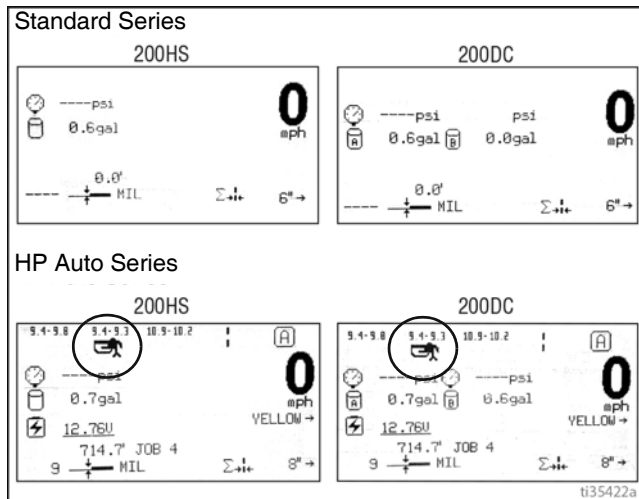 Standard Series
200HS
----psi
0
mph
0.6gal
0.0'
---- MIL
6"→
200DC
----psi psi
0
mph
A 0.6gal B 0.0gal
0.0'
---- MIL
6"→
HP Auto Series
200HS
9.4-9.8 9.4-9.3 10.9-10.2
A
----psi
0
mph
0.7gal
YELLOW→
12.76V
714.7' JOB 4
9 MIL
8"→
200DC
9.4-9.8 9.4-9.3 10.9-10.2
A
----psi ----psi
0
mph
A 0.7gal B 0.6gal
YELLOW→
12.76V
714.7' JOB 4
9 MIL
8"→
ti35422a